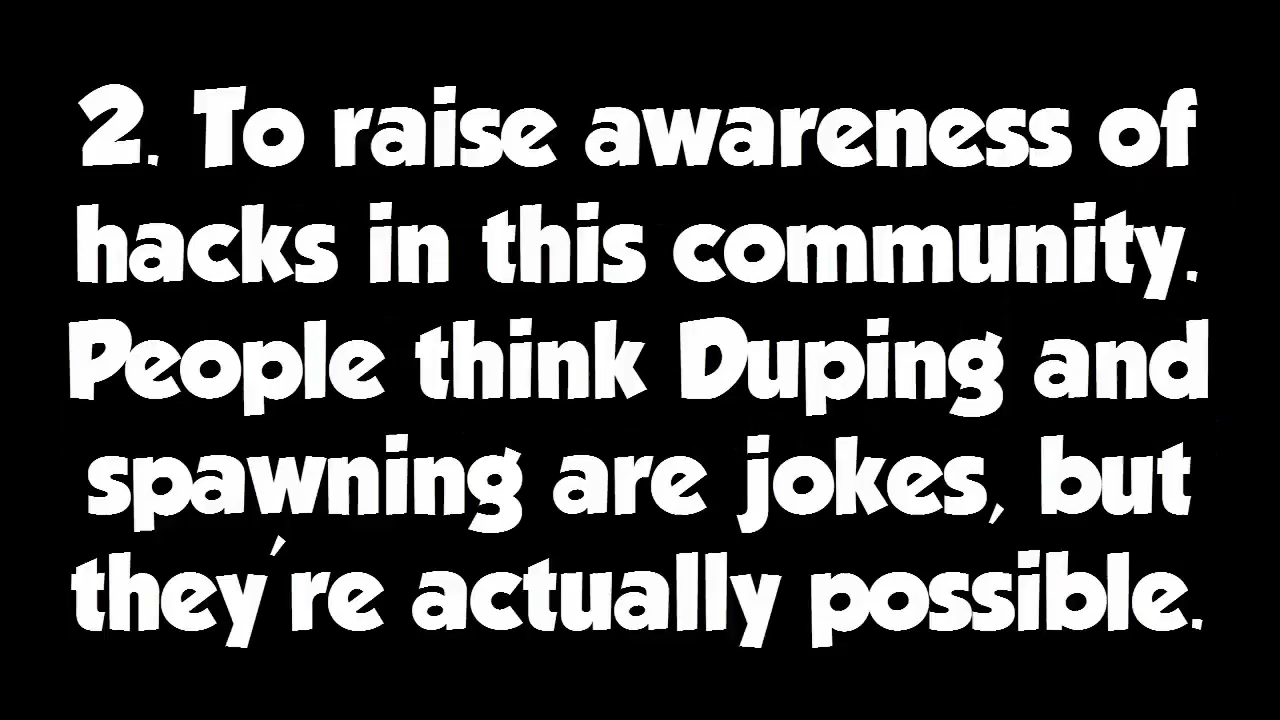 2. To raise awareness of
hacks in this community.
People think Duping and
spawning are jokes, but
they're actually possible.